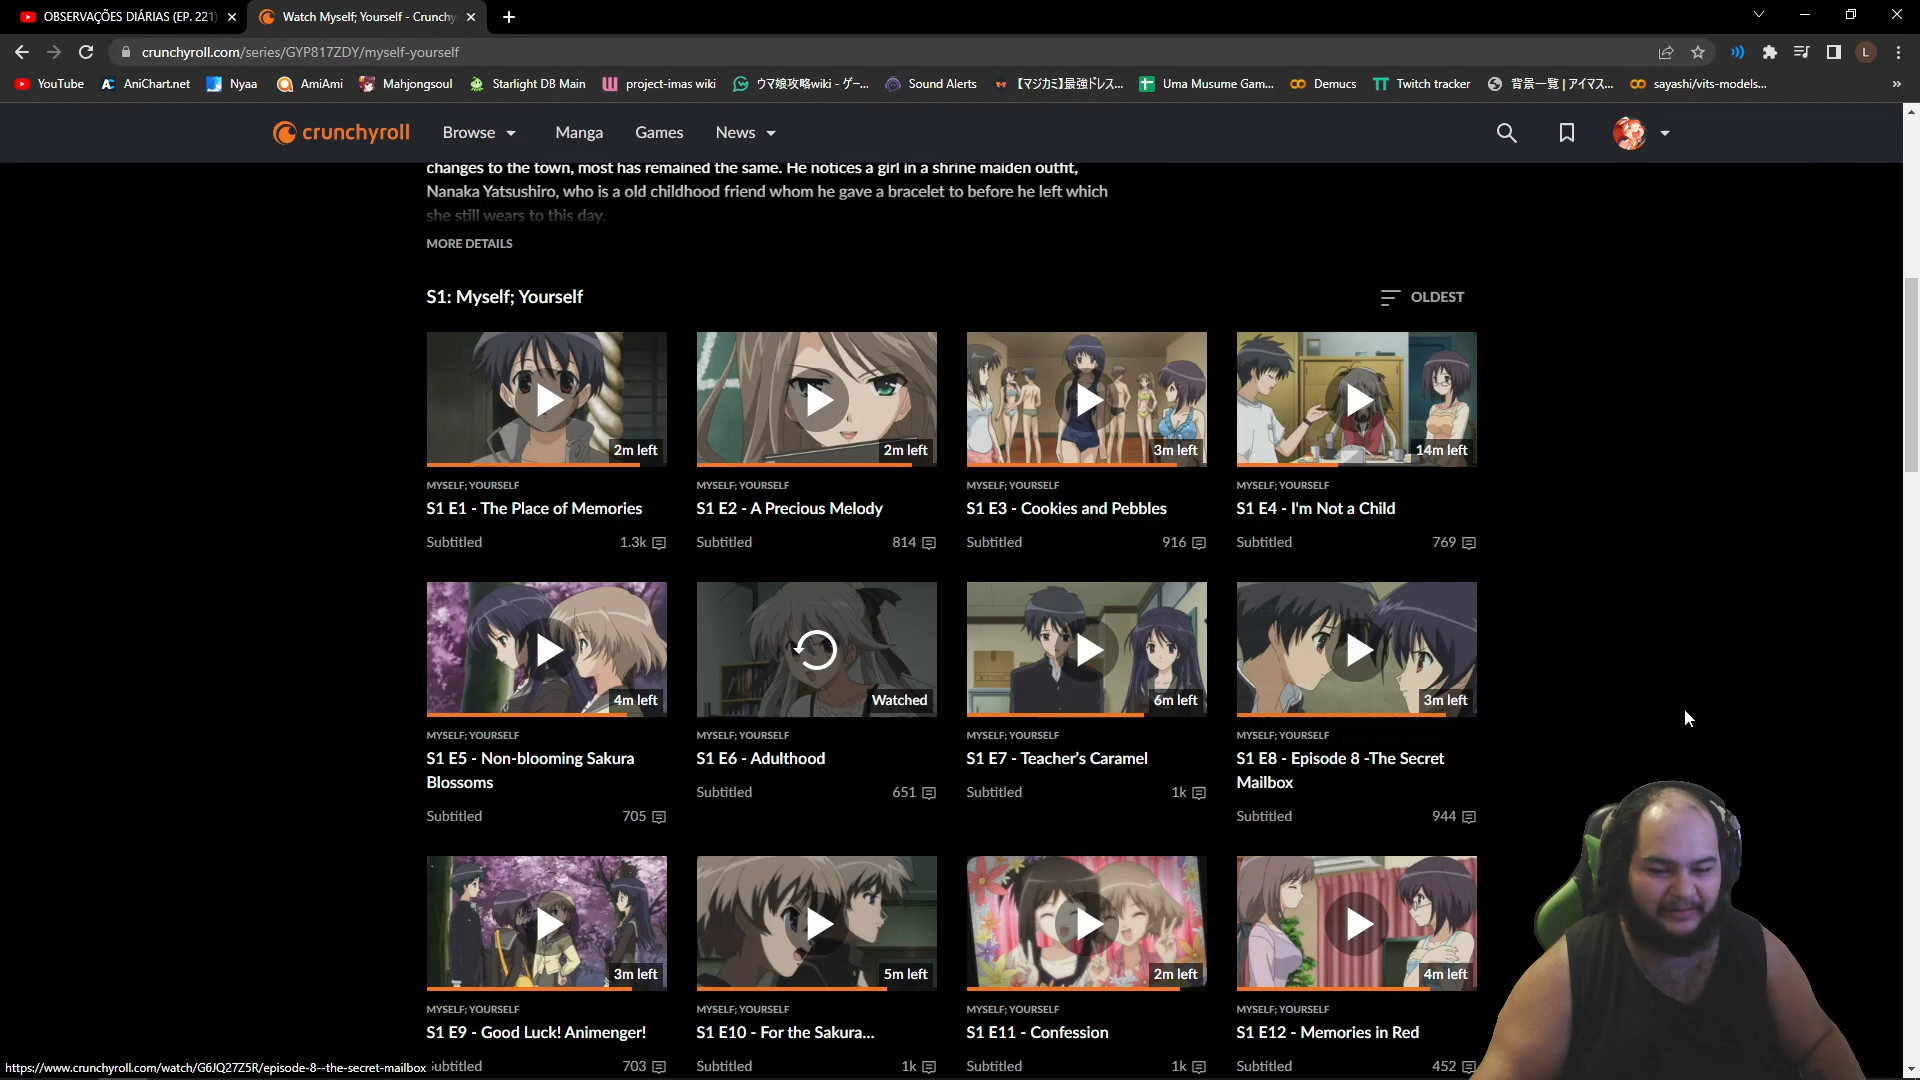 OBSERVAÇÕES DIÁRIAS (EP. 221)
Watch Myself; Yourself - Crunchy
crunchyroll.com/series/GYP817ZDY/myself-yourself
L
YouTube
AniChart.net
Nyaa
AmiAmi
Mahjongsoul
Starlight DB Main
project-imas wiki
ウマ娘攻略wiki - ゲー...
Sound Alerts
【マジカミ】最強ドレス...
Uma Musume Gam...
Demucs
Twitch tracker
背景一覧 | アイマス...
sayashi/vits-models...
crunchyroll
Browse
Manga
Games
News
changes to the town, most has remained the same. He notices a girl in a shrine maiden outfit,
Nanaka Yatsushiro, who is a old childhood friend whom he gave a bracelet to before he left which
she still wears to this day.
MORE DETAILS
S1: Myself; Yourself
OLDEST
2m left
2m left
3m left
14m left
MYSELF; YOURSELF
MYSELF; YOURSELF
MYSELF; YOURSELF
MYSELF; YOURSELF
S1 E1 - The Place of Memories
S1 E2 - A Precious Melody
S1 E3 - Cookies and Pebbles
S1 E4 - I'm Not a Child
Subtitled
1.3k
Subtitled
814
Subtitled
916
Subtitled
769
4m left
Watched
6m left
3m left
MYSELF; YOURSELF
MYSELF; YOURSELF
MYSELF; YOURSELF
MYSELF; YOURSELF
S1 E5 - Non-blooming Sakura
Blossoms
S1 E6 - Adulthood
S1 E7 - Teacher's Caramel
S1 E8 - Episode 8 -The Secret
Mailbox
Subtitled
705
Subtitled
651
Subtitled
1k
Subtitled
944
3m left
5m left
2m left
4m left
MYSELF; YOURSELF
MYSELF; YOURSELF
MYSELF; YOURSELF
MYSELF; YOURSELF
S1 E9 - Good Luck! Animenger!
S1 E10 - For the Sakura...
S1 E11 - Confession
S1 E12 - Memories in Red
https://www.crunchyroll.com/watch/G6JQ27Z5R/episode-8--the-secret-mailbox
ubtitled
703
Subtitled
1k
Subtitled
1k
Subtitled
452